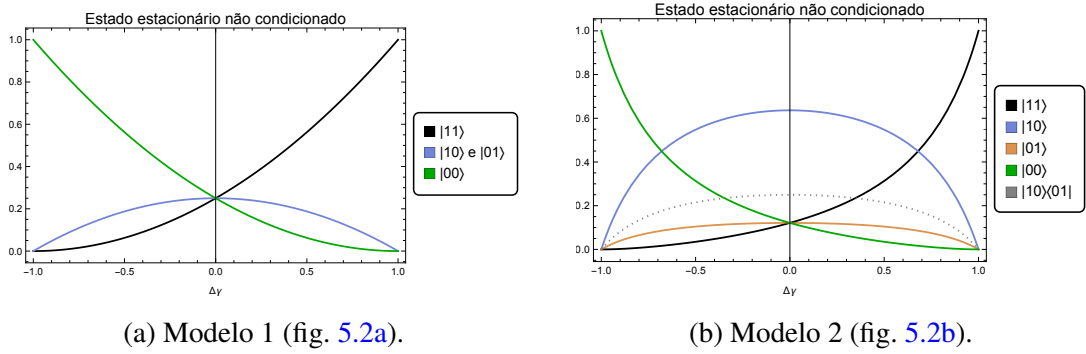 Estado estacionário não condicionado
1.0
0.8
0.6
0.4
0.2
0.0
-1.0 -0.5 0.0 0.5 1.0
Δγ
|11⟩
|10⟩ e |01⟩
|00⟩
(a) Modelo 1 (fig. 5.2a).
Estado estacionário não condicionado
1.0
0.8
0.6
0.4
0.2
0.0
-1.0 -0.5 0.0 0.5 1.0
Δγ
|11⟩
|10⟩
|01⟩
|00⟩
|10⟩⟨01|
(b) Modelo 2 (fig. 5.2b).